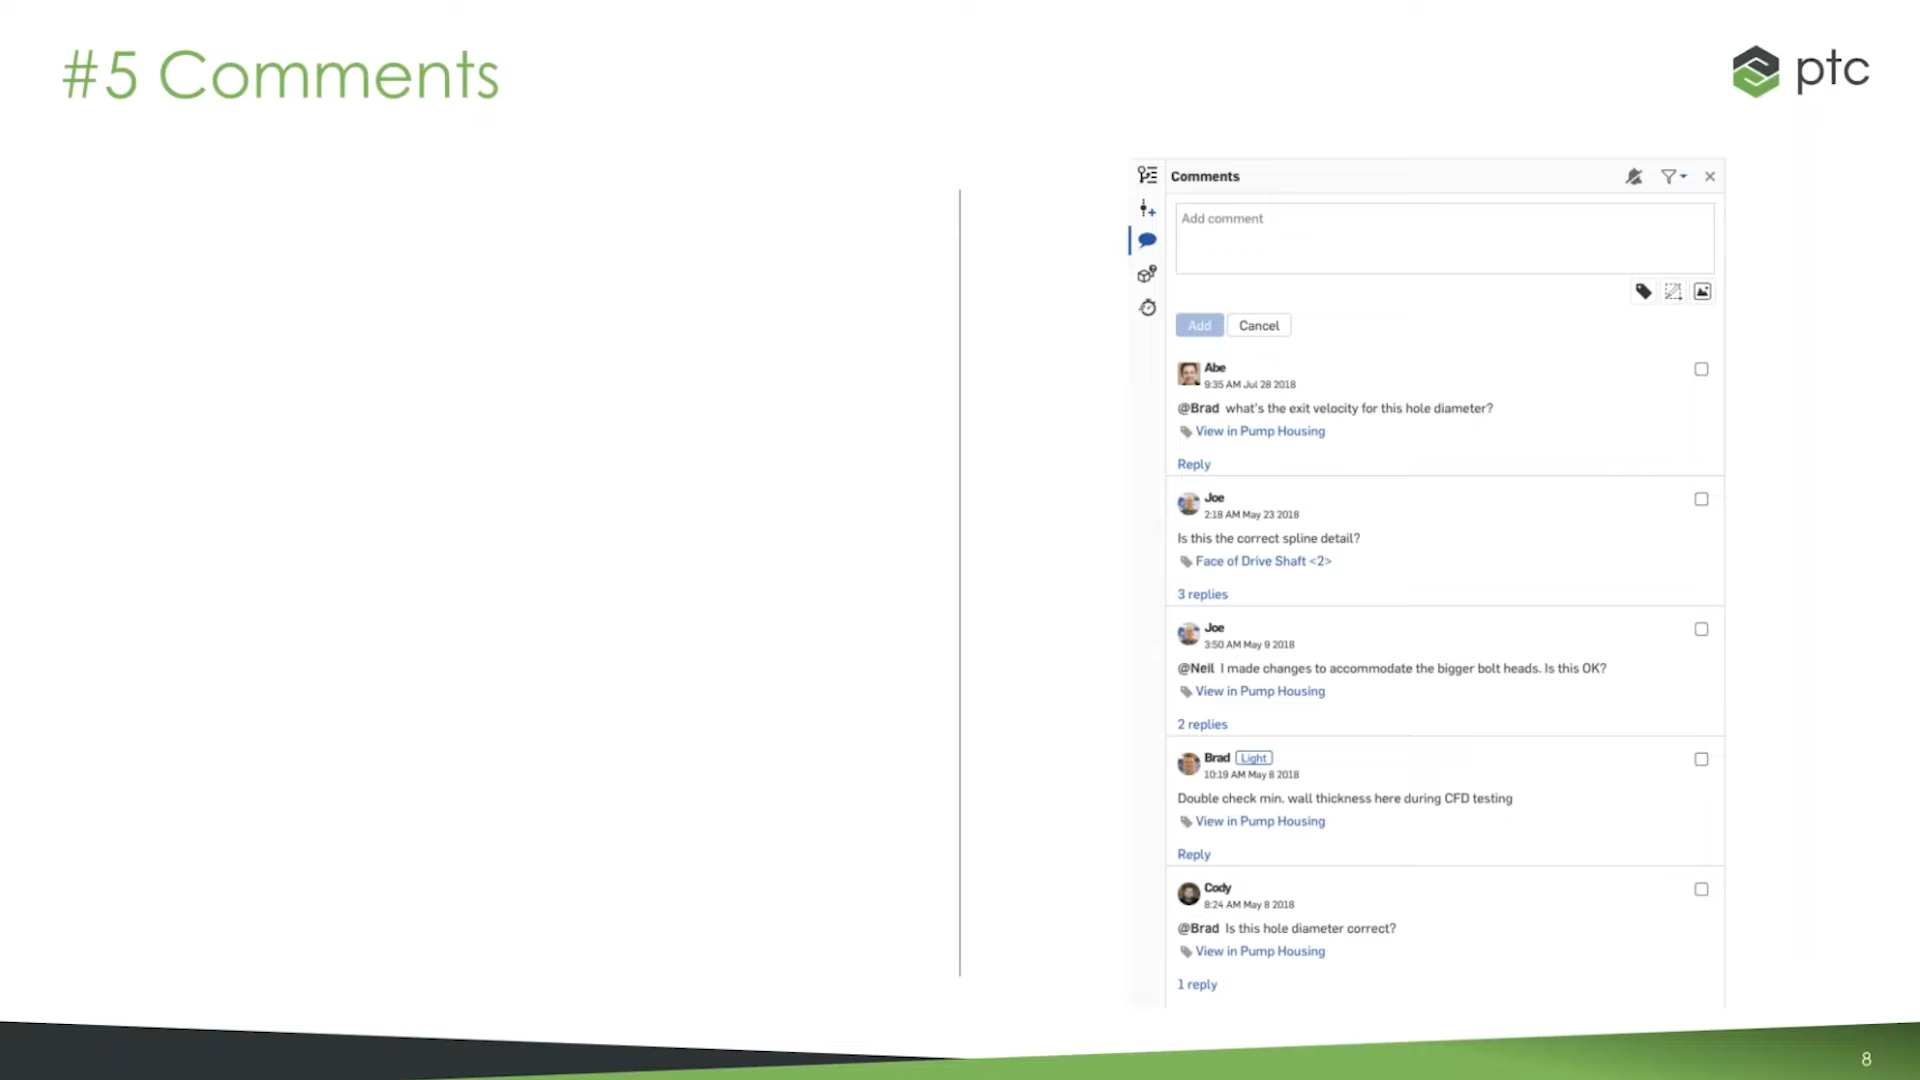 #5 Comments
ptc
Comments
Add comment
Add
Cancel
Abe
9:35 AM Jul 28 2018
@Brad what's the exit velocity for this hole diameter?
View in Pump Housing
Reply
Joe
2:18 AM May 23 2018
Is this the correct spline detail?
Face of Drive Shaft <2>
3 replies
Joe
3:50 AM May 9 2018
@Neil I made changes to accommodate the bigger bolt heads. Is this OK?
View in Pump Housing
2 replies
Brad Light
10:19 AM May 8 2018
Double check min. wall thickness here during CFD testing
View in Pump Housing
Reply
Cody
8:24 AM May 8 2018
@Brad Is this hole diameter correct?
View in Pump Housing
1 reply
8